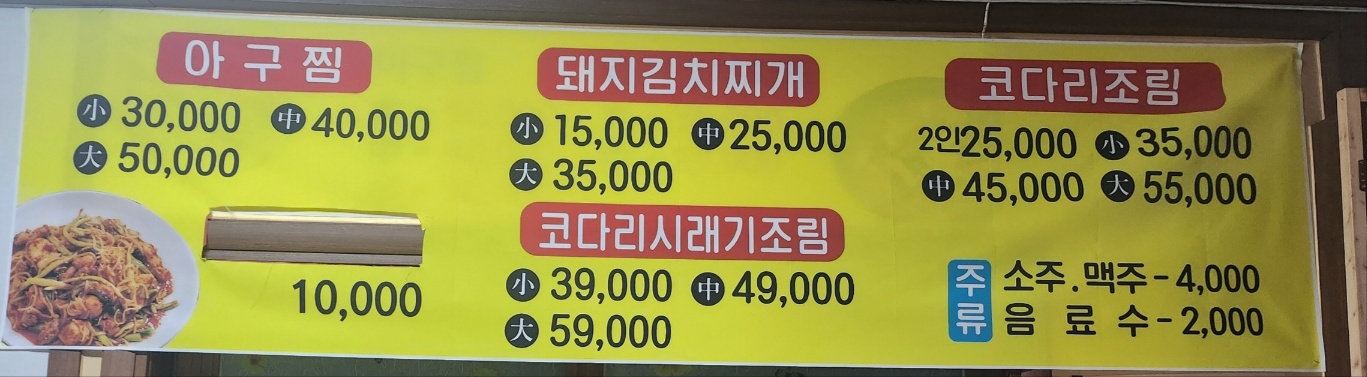 아구찜
小 30,000 中 40,000
大 50,000
10,000
돼지김치찌개
小 15,000 中 25,000
大 35,000
코다리시래기조림
小 39,000 中 49,000
大 59,000
코다리조림
2인25,000 小 35,000
中 45,000 大 55,000
주류 소주.맥주-4,000
음료수-2,000